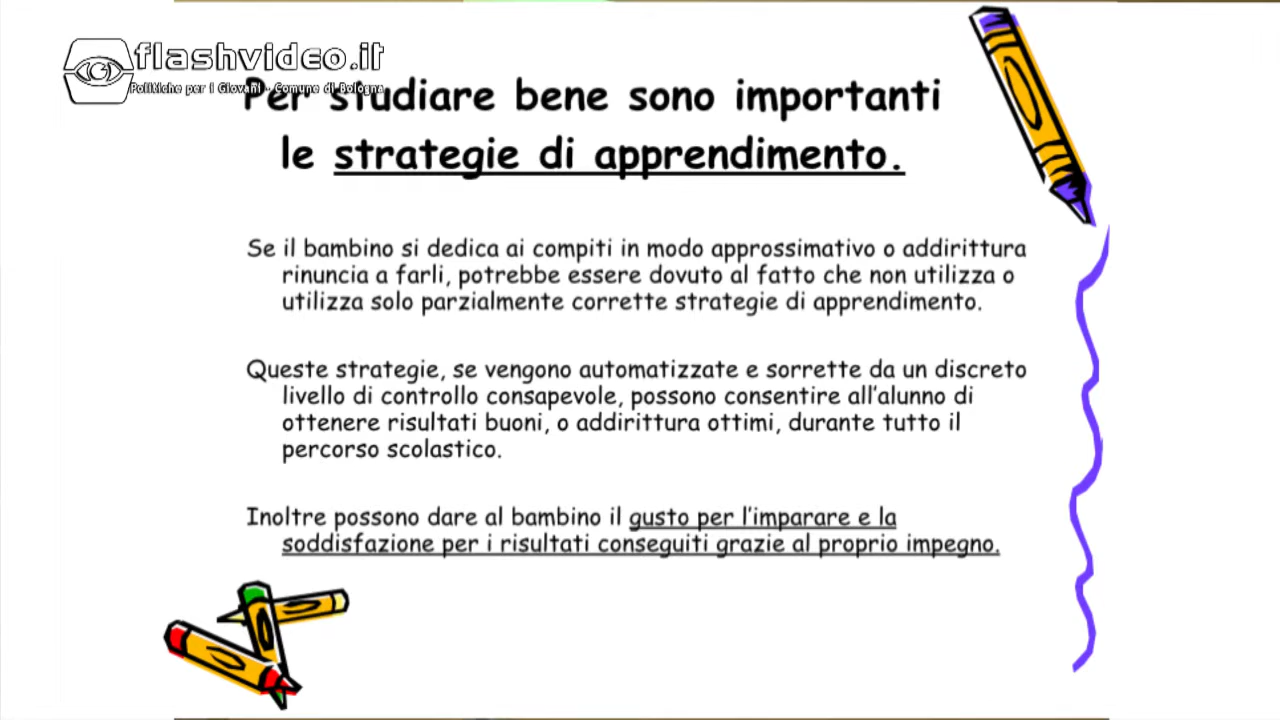 flashvideo.it
Politiche per i Giovani - Comune di Bologna
Per studiare bene sono importanti
le strategie di apprendimento.
Se il bambino si dedica ai compiti in modo approssimativo o addirittura
rinuncia a farli, potrebbe essere dovuto al fatto che non utilizza o
utilizza solo parzialmente corrette strategie di apprendimento.
Queste strategie, se vengono automatizzate e sorrette da un discreto
livello di controllo consapevole, possono consentire all'alunno di
ottenere risultati buoni, o addirittura ottimi, durante tutto il
percorso scolastico.
Inoltre possono dare al bambino il gusto per l'imparare e la
soddisfazione per i risultati conseguiti grazie al proprio impegno.